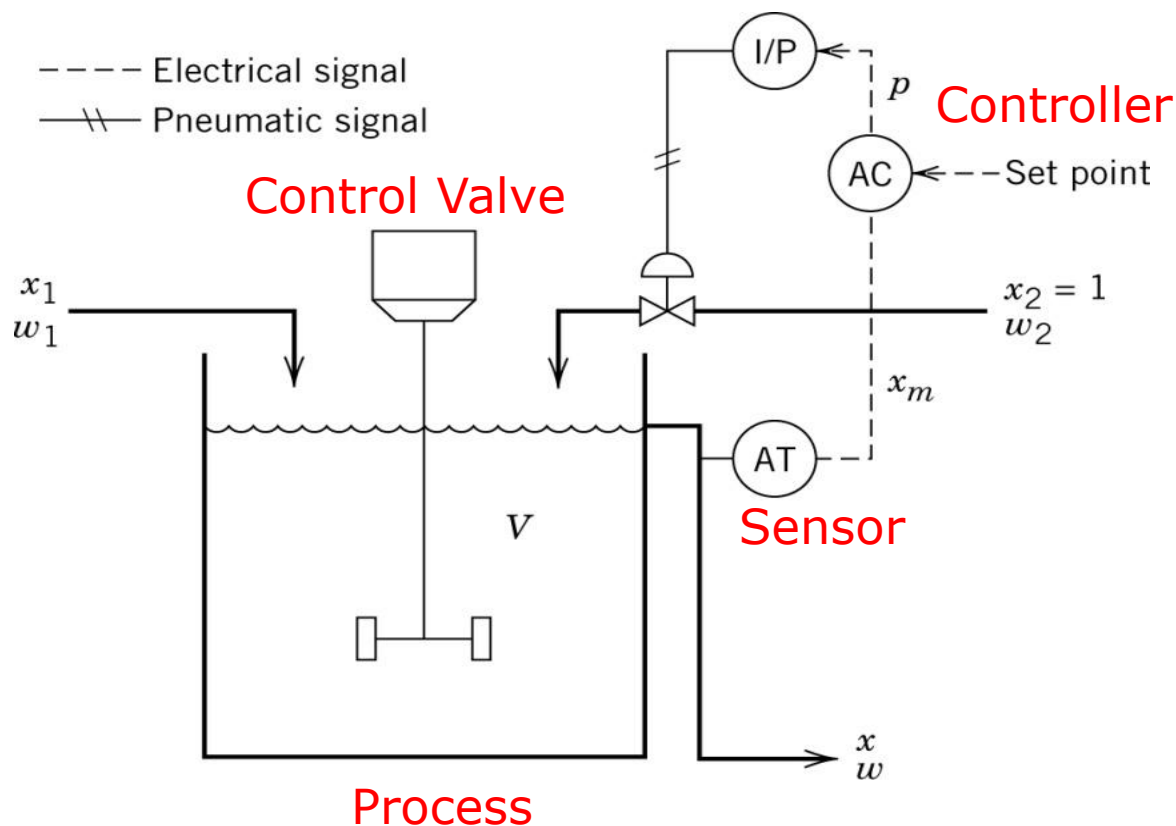 I/P
Electrical signal
p
Pneumatic signal
Controller
AC
Set point
Control Valve
x₁
w₁
x₂ = 1
w₂
xₘ
AT
V
Sensor
x
w
Process